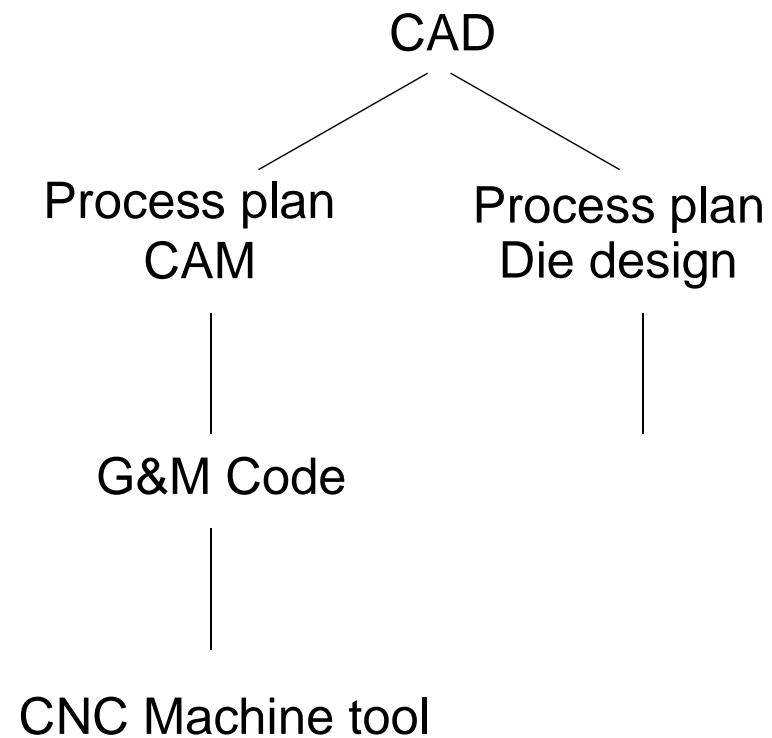 CAD
Process plan
CAM
Process plan
Die design
G&M Code
CNC Machine tool